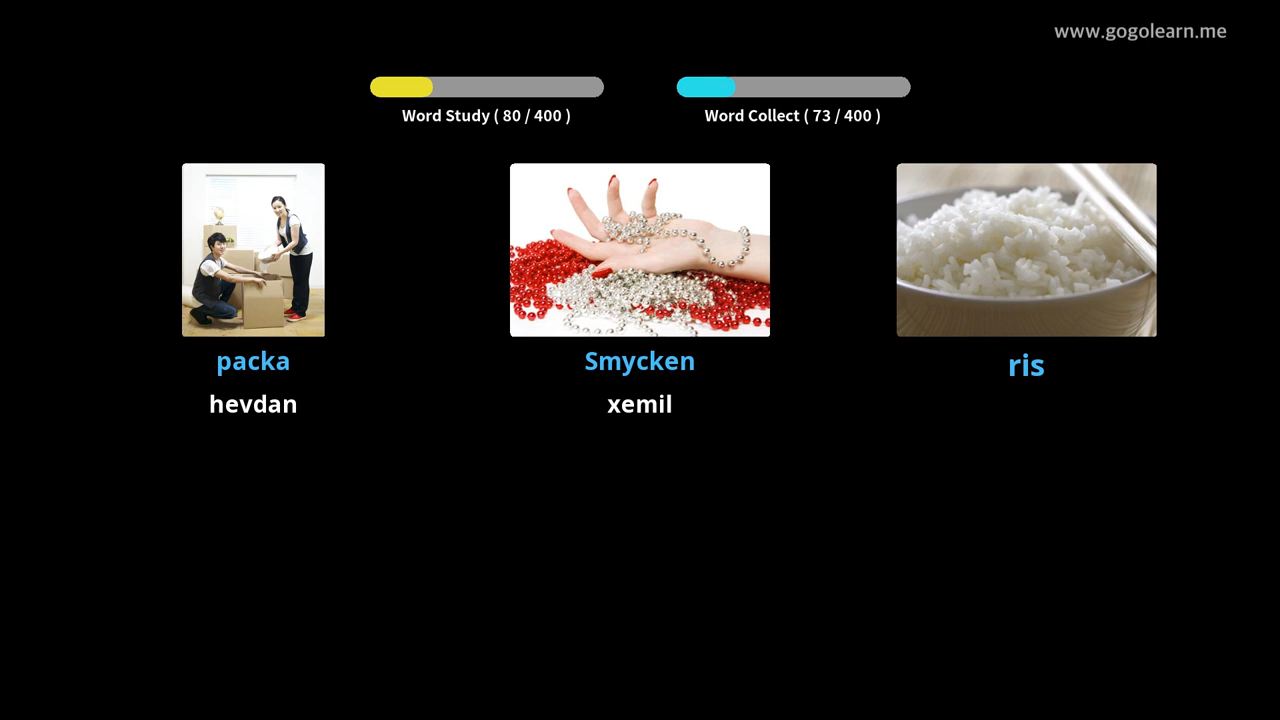 www.gogolearn.me
Word Study ( 80 / 400 )
Word Collect ( 73 / 400 )
packa
hevdan
Smycken
xemil
ris